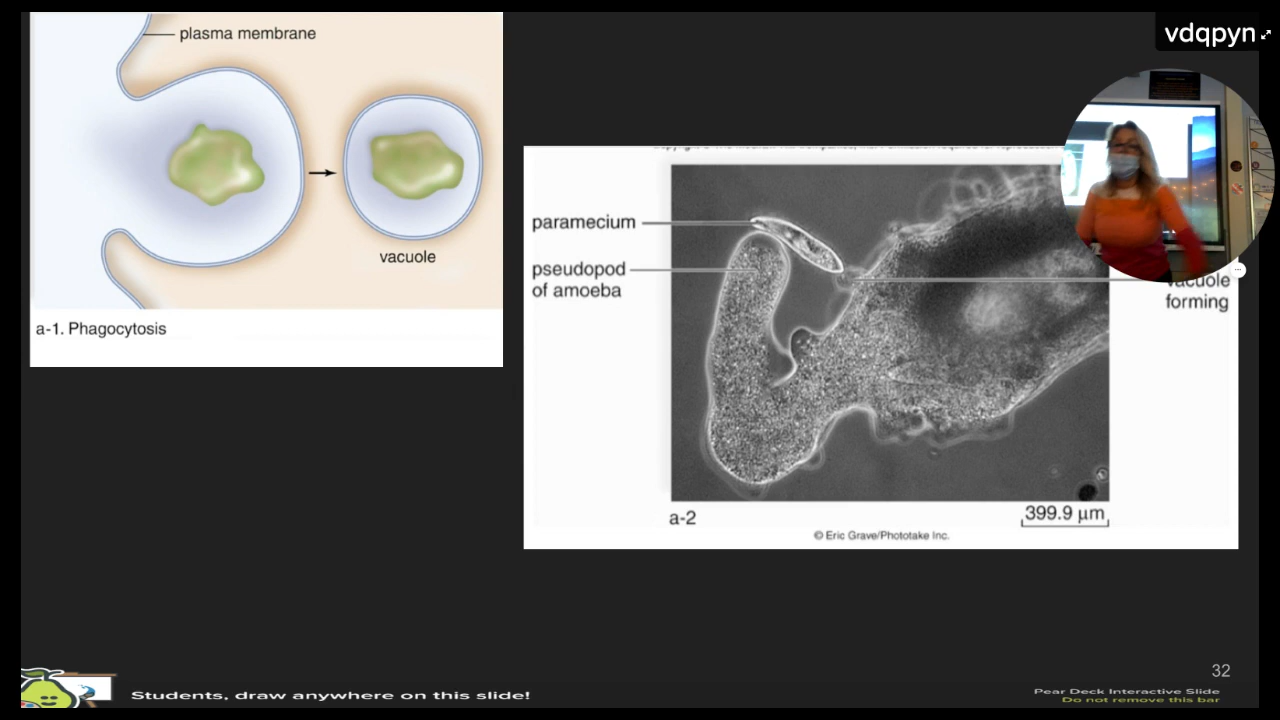 vdqpyn
plasma membrane
vacuole
a-1. Phagocytosis
paramecium
pseudopod
of amoeba
vacuole
forming
a-2
399.9 μm
© Eric Grave/Phototake Inc.
32
Students, draw anywhere on this slide!
Pear Deck Interactive Slide
Do not remove this bar